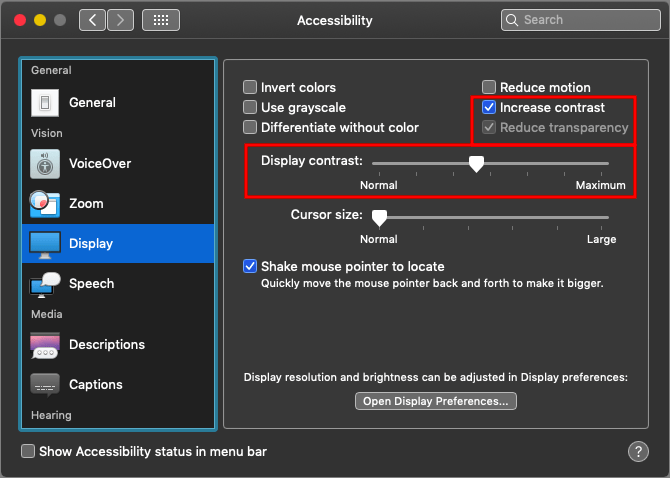 Accessibility
Search
General
General
Vision
VoiceOver
Zoom
Display
Speech
Media
Descriptions
Captions
Hearing
Invert colors
Reduce motion
Use grayscale
Increase contrast
Differentiate without color
Reduce transparency
Display contrast:
Normal
Maximum
Cursor size:
Normal
Large
Shake mouse pointer to locate
Quickly move the mouse pointer back and forth to make it bigger.
Display resolution and brightness can be adjusted in Display preferences:
Open Display Preferences...
Show Accessibility status in menu bar
?